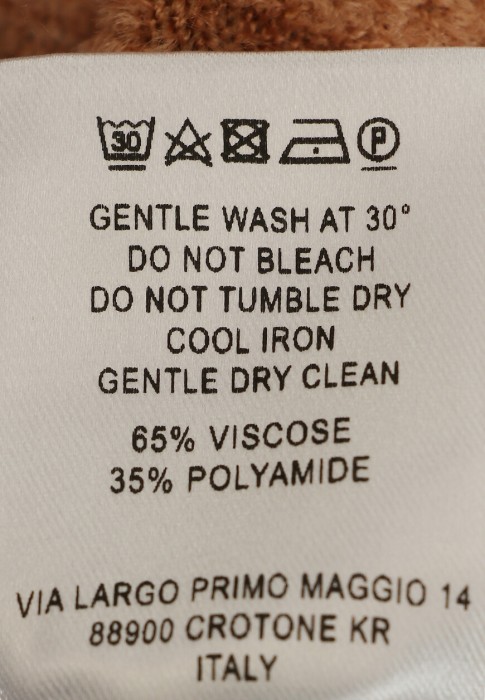 30 P
GENTLE WASH AT 30°
DO NOT BLEACH
DO NOT TUMBLE DRY
COOL IRON
GENTLE DRY CLEAN
65% VISCOSE
35% POLYAMIDE
VIA LARGO PRIMO MAGGIO 14
88900 CROTONE KR
ITALY